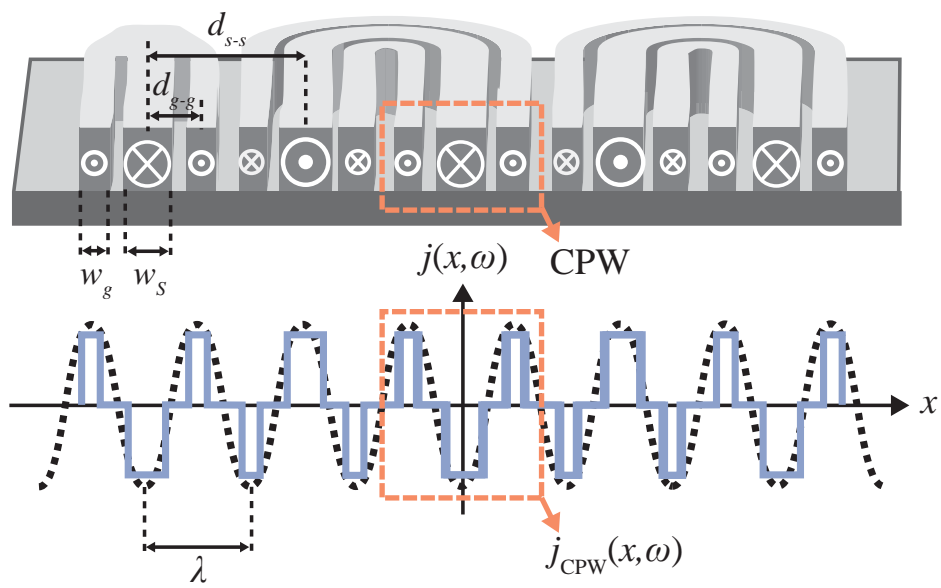 d_{s-s}
d_{g-g}
w_g
w_S
CPW
j(x,ω)
x
λ
j_{CPW}(x,ω)